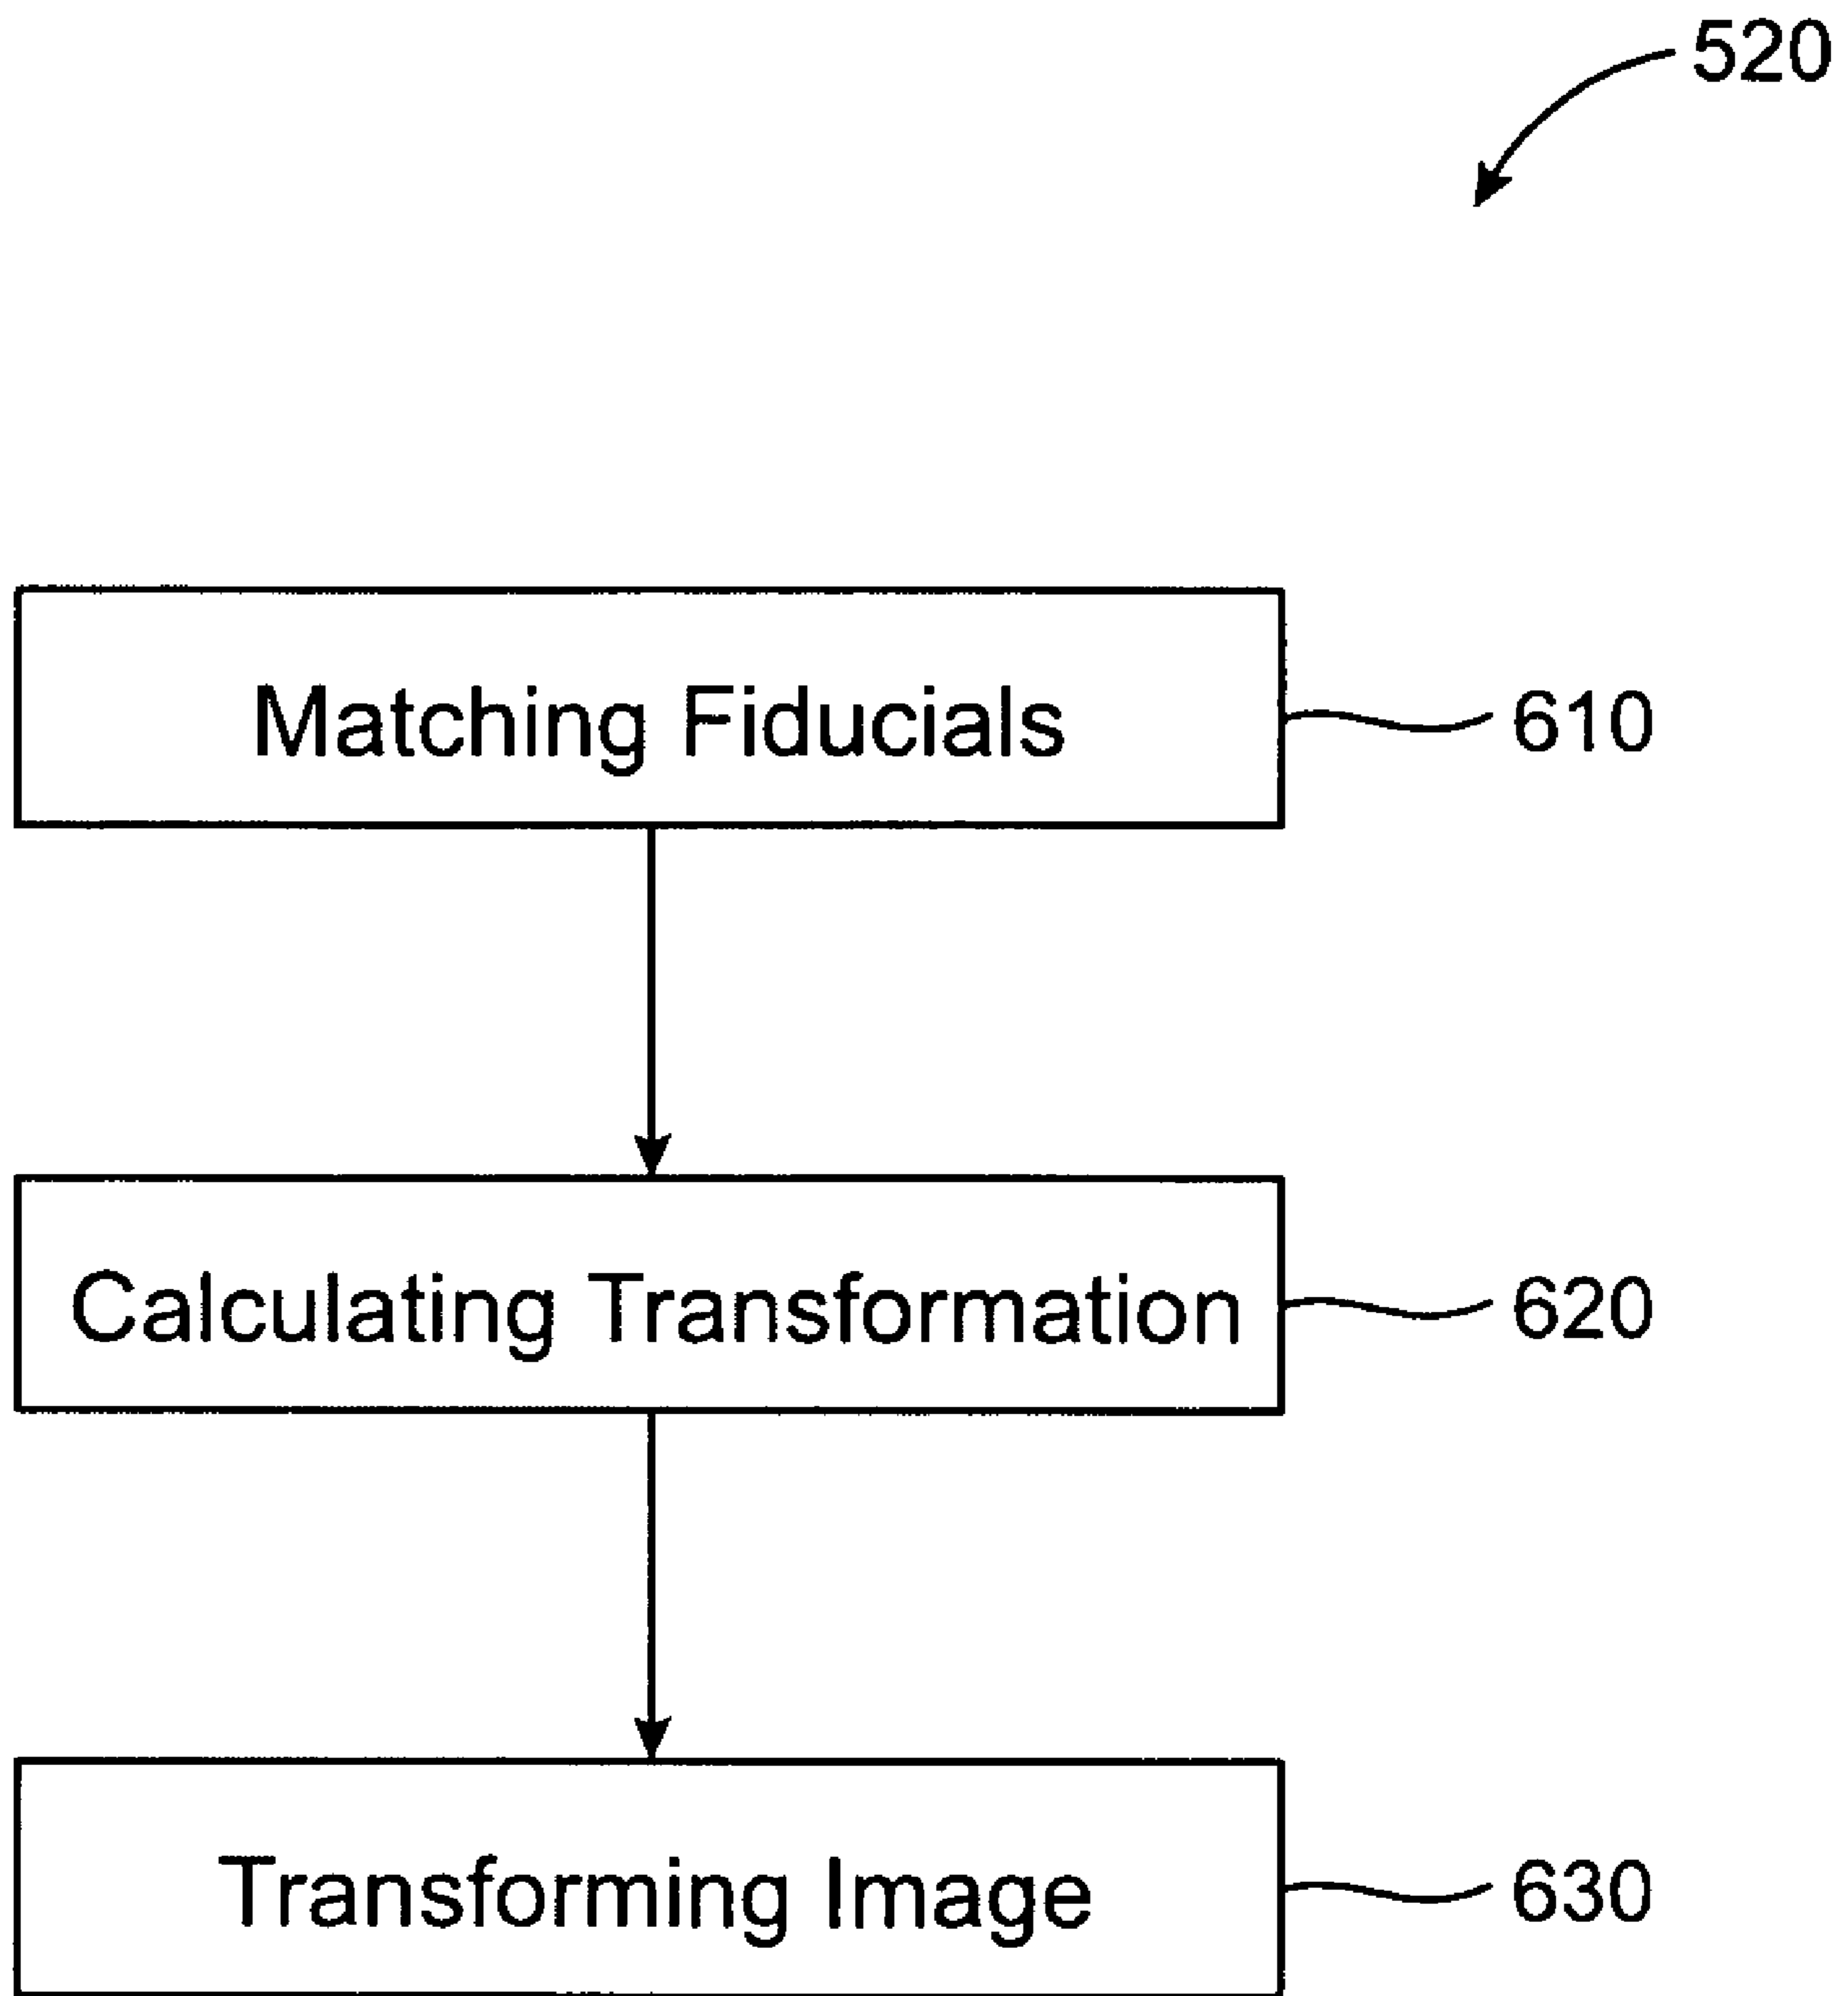 520
Matching Fiducials
610
Calculating Transformation
620
Transforming Image
630